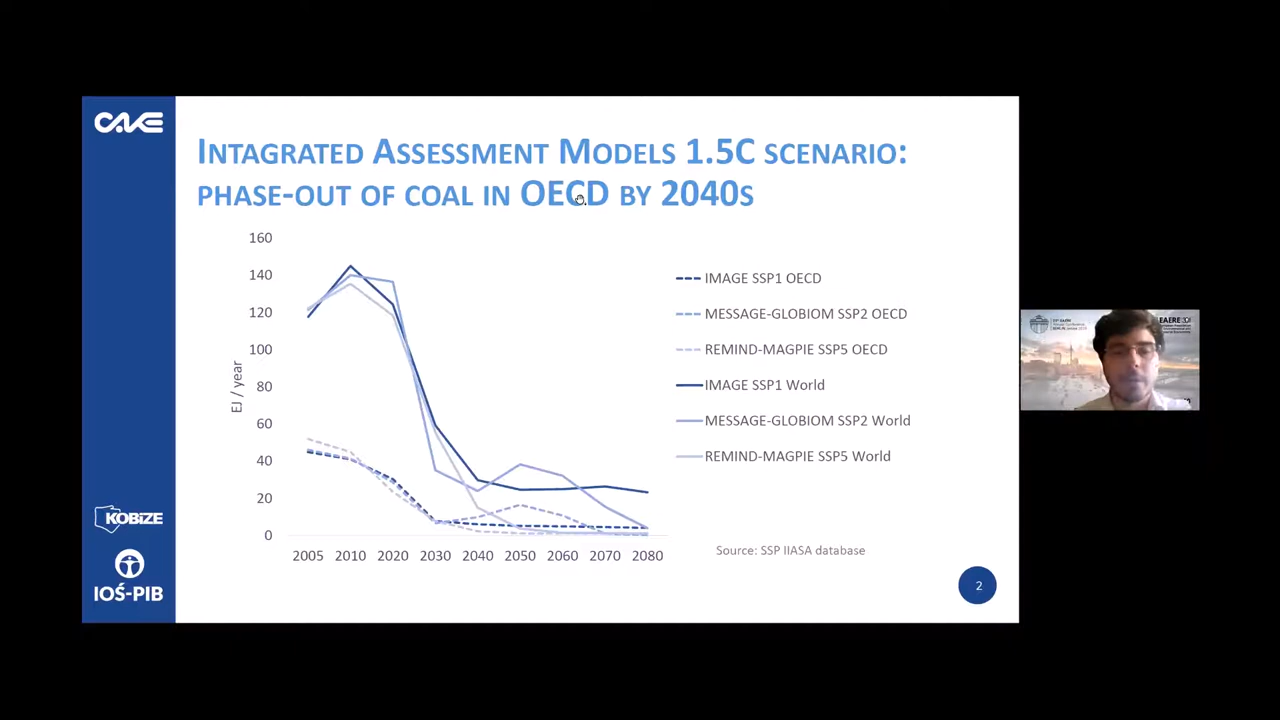 CAKE
INTAGRATED ASSESSMENT MODELS 1.5C SCENARIO:
PHASE-OUT OF COAL IN OECD BY 2040S
160
140
120
100
80
60
40
20
0
EJ / year
2005 2010 2020 2030 2040 2050 2060 2070 2080
IMAGE SSP1 OECD
MESSAGE-GLOBIOM SSP2 OECD
REMIND-MAGPIE SSP5 OECD
IMAGE SSP1 World
MESSAGE-GLOBIOM SSP2 World
REMIND-MAGPIE SSP5 World
Source: SSP IIASA database
2
KOBiZE
IOŚ-PIB
EAERE